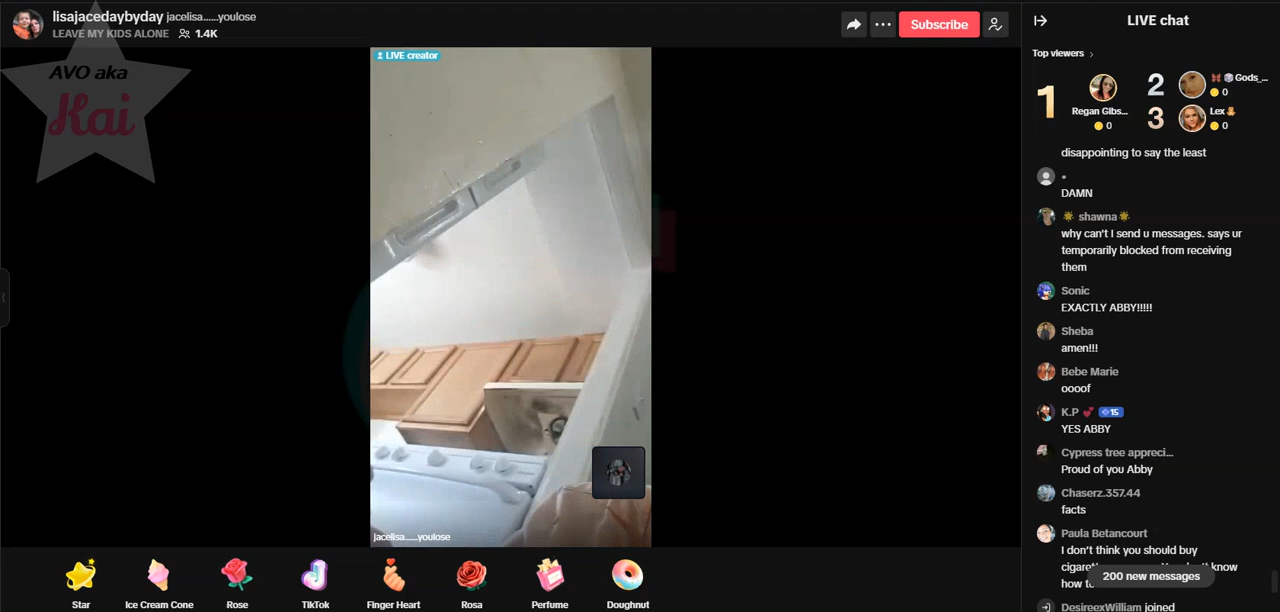 lisajacedaybyday jacelisa......youlose
LEAVE MY KIDS ALONE 1.4K
AVO aka
Kai
Subscribe
LIVE creator
jacelisa......youlose
Star
Ice Cream Cone
Rose
TikTok
Finger Heart
Rosa
Perfume
Doughnut
LIVE chat
Top viewers
1
Regan Gibs...
0
2
Gods_...
0
3
Lex
0
disappointing to say the least
DAMN
shawna
why can't I send u messages. says ur
temporarily blocked from receiving
them
Sonic
EXACTLY ABBY!!!!!
Sheba
amen!!!
Bebe Marie
oooof
K.P 15
YES ABBY
Cypress tree appreci...
Proud of you Abby
Chaserz.357.44
facts
Paula Betancourt
I don't think you should buy
know
how
200 new messages
DesireexWilliam joined